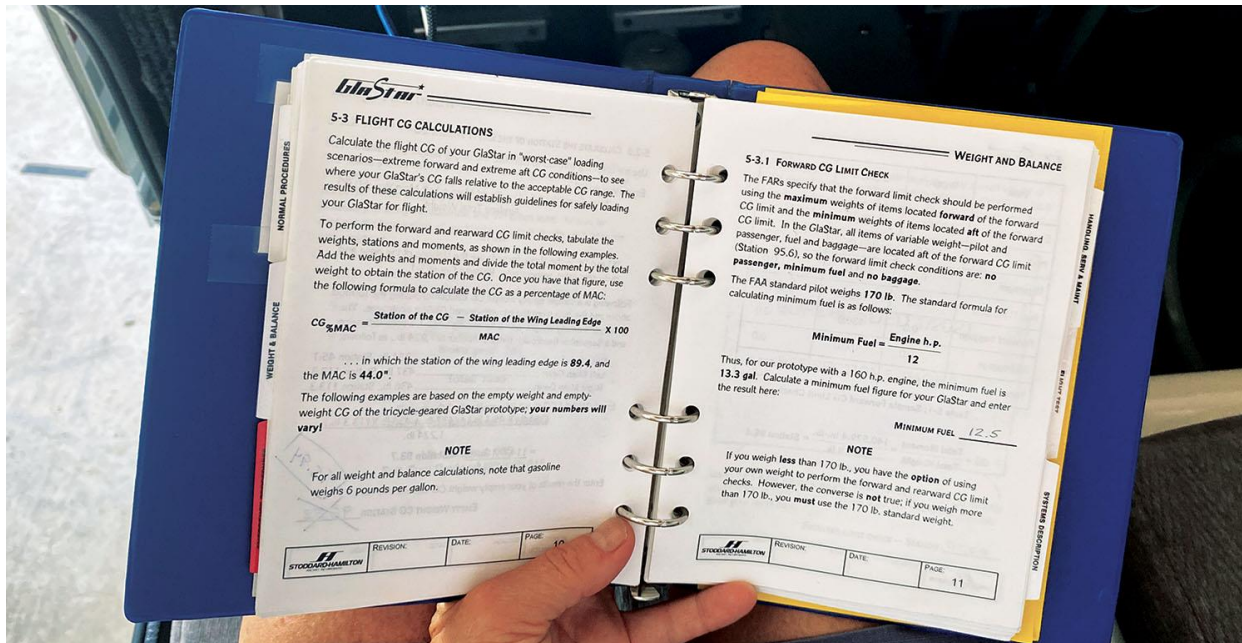 GlaStar
5-3 FLIGHT CG CALCULATIONS
Calculate the flight CG of your GlaStar in "worst-case" loading
scenarios—extreme forward and extreme aft CG conditions—to see
where your GlaStar's CG falls relative to the acceptable CG range. The
results of these calculations will establish guidelines for safely loading
your GlaStar for flight.
To perform the forward and rearward CG limit checks, tabulate the
weights, stations and moments, as shown in the following examples.
Add the weights and moments and divide the total moment by the total
weight to obtain the station of the CG. Once you have that figure, use
the following formula to calculate the CG as a percentage of MAC:
CG%MAC = Station of the CG – Station of the Wing Leading Edge X 100
MAC
. . . in which the station of the wing leading edge is 89.4, and
the MAC is 44.0".
The following examples are based on the empty weight and empty-
weight CG of the tricycle-geared GlaStar prototype; your numbers will
vary!
NOTE
For all weight and balance calculations, note that gasoline
weighs 6 pounds per gallon.
STODDARD-HAMILTON
REVISION:
DATE:
PAGE:
10
NORMAL PROCEDURES
WEIGHT & BALANCE
WEIGHT AND BALANCE
5-3.1 FORWARD CG LIMIT CHECK
The FARs specify that the forward limit check should be performed
using the maximum weights of items located forward of the forward
CG limit and the minimum weights of items located aft of the forward
CG limit. In the GlaStar, all items of variable weight—pilot and
passenger, fuel and baggage—are located aft of the forward CG limit
(Station 95.6), so the forward limit check conditions are: no
passenger, minimum fuel and no baggage.
The FAA standard pilot weighs 170 lb. The standard formula for
calculating minimum fuel is as follows:
Minimum Fuel = Engine h.p.
12
Thus, for our prototype with a 160 h.p. engine, the minimum fuel is
13.3 gal. Calculate a minimum fuel figure for your GlaStar and enter
the result here:
MINIMUM FUEL 12.5
NOTE
If you weigh less than 170 lb., you have the option of using
your own weight to perform the forward and rearward CG limit
checks. However, the converse is not true; if you weigh more
than 170 lb., you must use the 170 lb. standard weight.
STODDARD-HAMILTON
REVISION:
DATE:
PAGE:
11
HANDLING, SERV & MAINT
SYSTEMS DESCRIPTION